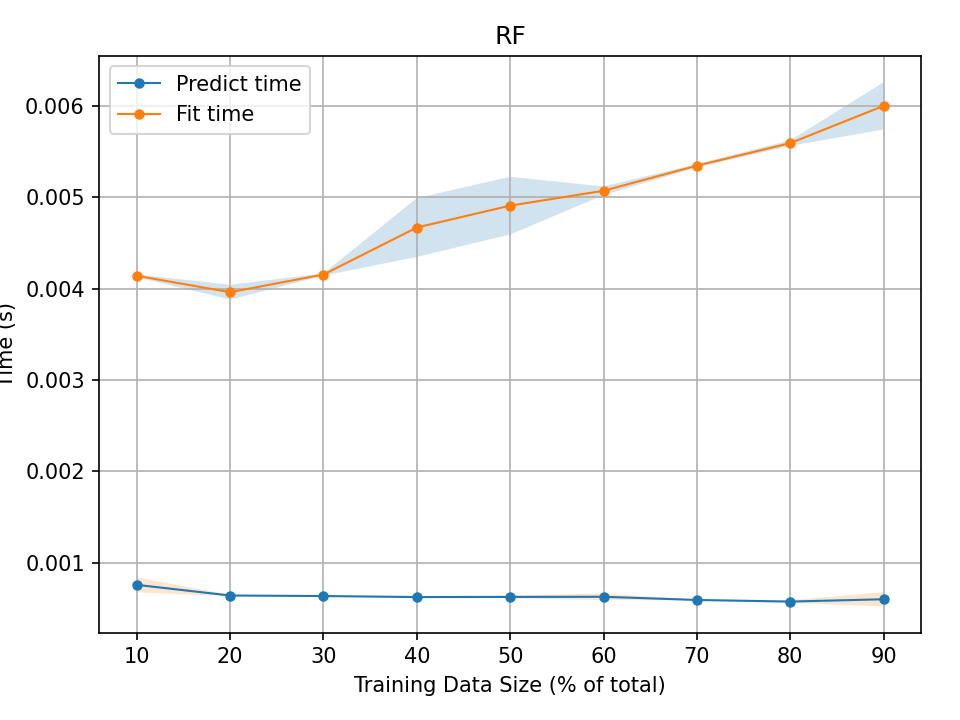 RF
Predict time
Fit time
0.006
0.005
0.004
0.003
0.002
0.001
Time (s)
10 20 30 40 50 60 70 80 90
Training Data Size (% of total)